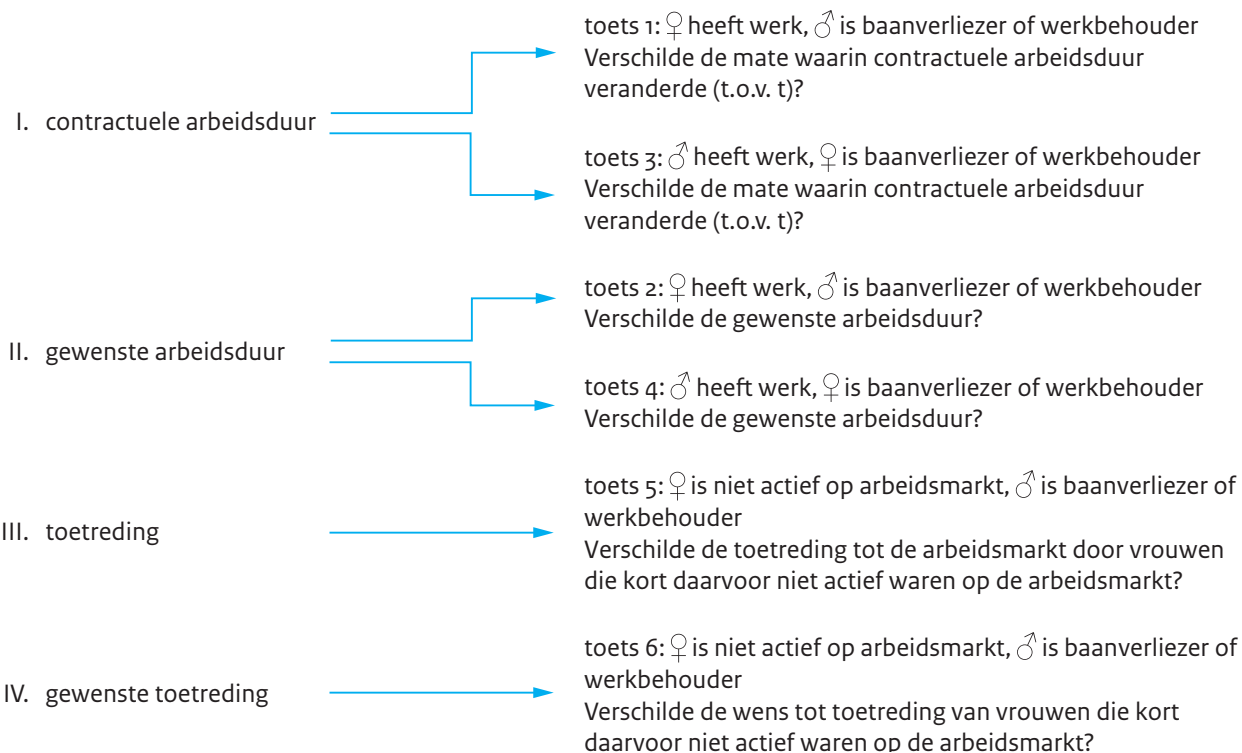 toets 1: ♀ heeft werk, ♂ is baanverliezer of werkbehouder
Verschilde de mate waarin contractuele arbeidsduur
veranderde (t.o.v. t)?
I. contractuele arbeidsduur
toets 3: ♂ heeft werk, ♀ is baanverliezer of werkbehouder
Verschilde de mate waarin contractuele arbeidsduur
veranderde (t.o.v. t)?
toets 2: ♀ heeft werk, ♂ is baanverliezer of werkbehouder
Verschilde de gewenste arbeidsduur?
II. gewenste arbeidsduur
toets 4: ♂ heeft werk, ♀ is baanverliezer of werkbehouder
Verschilde de gewenste arbeidsduur?
toets 5: ♀ is niet actief op arbeidsmarkt, ♂ is baanverliezer of
werkbehouder
III. toetreding
Verschilde de toetreding tot de arbeidsmarkt door vrouwen
die kort daarvoor niet actief waren op de arbeidsmarkt?
toets 6: ♀ is niet actief op arbeidsmarkt, ♂ is baanverliezer of
werkbehouder
IV. gewenste toetreding
Verschilde de wens tot toetreding van vrouwen die kort
daarvoor niet actief waren op de arbeidsmarkt?